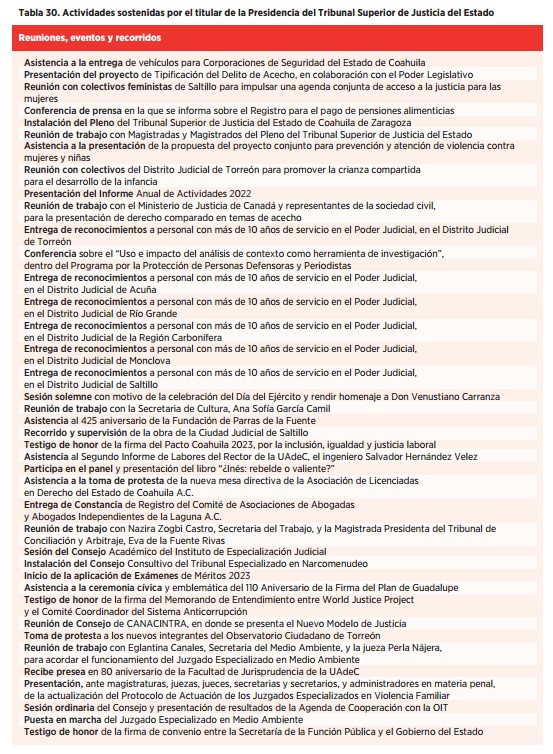 Tabla 30. Actividades sostenidas por el titular de la Presidencia del Tribunal Superior de Justicia del Estado
Reuniones, eventos y recorridos
Asistencia a la entrega de vehículos para Corporaciones de Seguridad del Estado de Coahuila
Presentación del proyecto de Tipificación del Delito de Acecho, en colaboración con el Poder Legislativo
Reunión con colectivos feministas de Saltillo para impulsar una agenda conjunta de acceso a la justicia para las
mujeres
Conferencia de prensa en la que se informa sobre el Registro para el pago de pensiones alimenticias
Instalación del Pleno del Tribunal Superior de Justicia del Estado de Coahuila de Zaragoza
Reunión de trabajo con Magistradas y Magistrados del Pleno del Tribunal Superior de Justicia del Estado
Asistencia a la presentación de la propuesta del proyecto conjunto para prevención y atención de violencia contra
mujeres y niñas
Reunión con colectivos del Distrito Judicial de Torreón para promover la crianza compartida
para el desarrollo de la infancia
Presentación del Informe Anual de Actividades 2022
Reunión de trabajo con el Ministerio de Justicia de Canadá y representantes de la sociedad civil,
para la presentación de derecho comparado en temas de acecho
Entrega de reconocimientos a personal con más de 10 años de servicio en el Poder Judicial, en el Distrito Judicial
de Torreón
Conferencia sobre el “Uso e impacto del análisis de contexto como herramienta de investigación”,
dentro del Programa por la Protección de Personas Defensoras y Periodistas
Entrega de reconocimientos a personal con más de 10 años de servicio en el Poder Judicial,
en el Distrito Judicial de Acuña
Entrega de reconocimientos a personal con más de 10 años de servicio en el Poder Judicial,
en el Distrito Judicial de Río Grande
Entrega de reconocimientos a personal con más de 10 años de servicio en el Poder Judicial,
en el Distrito Judicial de la Región Carbonífera
Entrega de reconocimientos a personal con más de 10 años de servicio en el Poder Judicial,
en el Distrito Judicial de Monclova
Entrega de reconocimientos a personal con más de 10 años de servicio en el Poder Judicial,
en el Distrito Judicial de Saltillo
Sesión solemne con motivo de la celebración del Día del Ejército y rendir homenaje a Don Venustiano Carranza
Reunión de trabajo con la Secretaria de Cultura, Ana Sofía García Camil
Asistencia al 425 aniversario de la Fundación de Parras de la Fuente
Recorrido y supervisión de la obra de la Ciudad Judicial de Saltillo
Testigo de honor de la firma del Pacto Coahuila 2023, por la inclusión, igualdad y justicia laboral
Asistencia al Segundo Informe de Labores del Rector de la UAdeC, el ingeniero Salvador Hernández Velez
Participa en el panel y presentación del libro “¿Inés: rebelde o valiente?”
Asistencia a la toma de protesta de la nueva mesa directiva de la Asociación de Licenciadas
en Derecho del Estado de Coahuila A.C.
Entrega de Constancia de Registro del Comité de Asociaciones de Abogadas
y Abogados Independientes de la Laguna A.C.
Reunión de trabajo con Nazira Zogbi Castro, Secretaria del Trabajo, y la Magistrada Presidenta del Tribunal de
Conciliación y Arbitraje, Eva de la Fuente Rivas
Sesión del Consejo Académico del Instituto de Especialización Judicial
Instalación del Consejo Consultivo del Tribunal Especializado en Narcomenudeo
Inicio de la aplicación de Exámenes de Méritos 2023
Asistencia a la ceremonia cívica y emblemática del 110 Aniversario de la Firma del Plan de Guadalupe
Testigo de honor de la firma del Memorando de Entendimiento entre World Justice Project
y el Comité Coordinador del Sistema Anticorrupción
Reunión de Consejo de CANACINTRA, en donde se presenta el Nuevo Modelo de Justicia
Toma de protesta a los nuevos integrantes del Observatorio Ciudadano de Torreón
Reunión de trabajo con Eglantina Canales, Secretaria del Medio Ambiente, y la jueza Perla Nájera,
para acordar el funcionamiento del Juzgado Especializado en Medio Ambiente
Recibe presea en 80 aniversario de la Facultad de Jurisprudencia de la UAdeC
Presentación, ante magistraturas, juezas, jueces, secretarias y secretarios, y administradores en materia penal,
de la actualización del Protocolo de Actuación de los Juzgados Especializados en Violencia Familiar
Sesión ordinaria del Consejo y presentación de resultados de la Agenda de Cooperación con la OIT
Puesta en marcha del Juzgado Especializado en Medio Ambiente
Testigo de honor de la firma de convenio entre la Secretaría de la Función Pública y el Gobierno del Estado